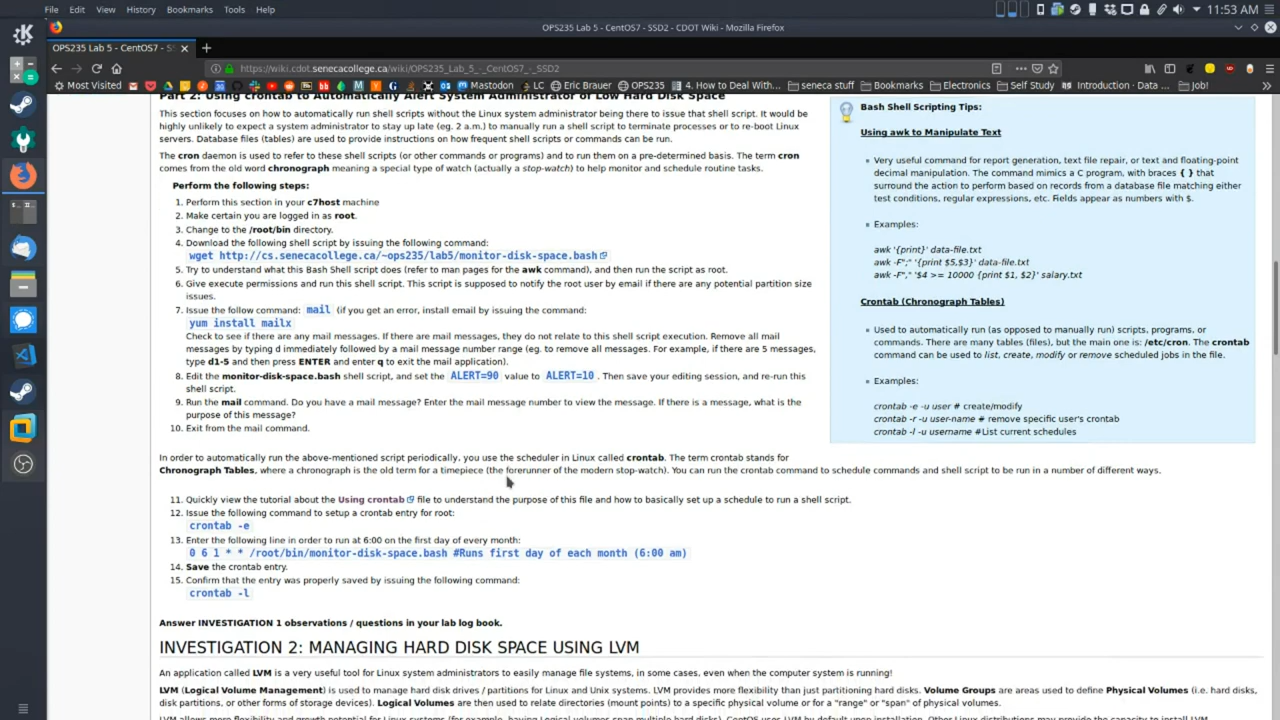 File Edit View History Bookmarks Tools Help
11:53 AM
OPS235 Lab 5 - CentOS7 - SSD2 - CDOT Wiki - Mozilla Firefox
OPS235 Lab 5 - CentOS7 - SS
https://wiki.cdot.senecacollege.ca/wiki/OPS235_Lab_5_-_CentOS7_-_SSD2
Most Visited Mastodon LC Eric Brauer OPS235 4. How to Deal With... seneca stuff Bookmarks Electronics Self Study Introduction - Data ... Job!
Part 2: Using crontab to Automatically Alert System Administrator of Low Hard Disk Space
This section focuses on how to automatically run shell scripts without the Linux system administrator being there to issue that shell script. It would be
highly unlikely to expect a system administrator to stay up late (eg. 2 a.m.) to manually run a shell script to terminate processes or to re-boot Linux
servers. Database files (tables) are used to provide instructions on how frequent shell scripts or commands can be run.
The cron daemon is used to refer to these shell scripts (or other commands or programs) and to run them on a pre-determined basis. The term cron
comes from the old word chronograph meaning a special type of watch (actually a stop-watch) to help monitor and schedule routine tasks.
Perform the following steps:
1. Perform this section in your c7host machine
2. Make certain you are logged in as root.
3. Change to the /root/bin directory.
4. Download the following shell script by issuing the following command:
wget http://cs.senecacollege.ca/~ops235/lab5/monitor-disk-space.bash
5. Try to understand what this Bash Shell script does (refer to man pages for the awk command), and then run the script as root.
6. Give execute permissions and run this shell script. This script is supposed to notify the root user by email if there are any potential partition size
issues.
7. Issue the follow command: mail (if you get an error, install email by issuing the command:
yum install mailx
Check to see if there are any mail messages. If there are mail messages, they do not relate to this shell script execution. Remove all mail
messages by typing d immediately followed by a mail message number range (eg. to remove all messages. For example, if there are 5 messages,
type d1-5 and then press ENTER and enter q to exit the mail application).
8. Edit the monitor-disk-space.bash shell script, and set the ALERT=90 value to ALERT=10 . Then save your editing session, and re-run this
shell script.
9. Run the mail command. Do you have a mail message? Enter the mail message number to view the message. If there is a message, what is the
purpose of this message?
10. Exit from the mail command.
Bash Shell Scripting Tips:
Using awk to Manipulate Text
Very useful command for report generation, text file repair, or text and floating-point
decimal manipulation. The command mimics a C program, with braces { } that
surround the action to perform based on records from a database file matching either
test conditions, regular expressions, etc. Fields appear as numbers with $.
Examples:
awk '{print}' data-file.txt
awk -F";" '{print $5,$3}' data-file.txt
awk -F"," '$4 >= 10000 {print $1, $2}' salary.txt
Crontab (Chronograph Tables)
Used to automatically run (as opposed to manually run) scripts, programs, or
commands. There are many tables (files), but the main one is: /etc/cron. The crontab
command can be used to list, create, modify or remove scheduled jobs in the file.
Examples:
crontab -e -u user # create/modify
crontab -r -u user-name # remove specific user's crontab
crontab -l -u username #List current schedules
In order to automatically run the above-mentioned script periodically, you use the scheduler in Linux called crontab. The term crontab stands for
Chronograph Tables, where a chronograph is the old term for a timepiece (the forerunner of the modern stop-watch). You can run the crontab command to schedule commands and shell script to be run in a number of different ways.
11. Quickly view the tutorial about the Using crontab file to understand the purpose of this file and how to basically set up a schedule to run a shell script.
12. Issue the following command to setup a crontab entry for root:
crontab -e
13. Enter the following line in order to run at 6:00 on the first day of every month:
0 6 1 * * /root/bin/monitor-disk-space.bash #Runs first day of each month (6:00 am)
14. Save the crontab entry.
15. Confirm that the entry was properly saved by issuing the following command:
crontab -l
Answer INVESTIGATION 1 observations / questions in your lab log book.
INVESTIGATION 2: MANAGING HARD DISK SPACE USING LVM
An application called LVM is a very useful tool for Linux system administrators to easily manage file systems, in some cases, even when the computer system is running!
LVM (Logical Volume Management) is used to manage hard disk drives / partitions for Linux and Unix systems. LVM provides more flexibility than just partitioning hard disks. Volume Groups are areas used to define Physical Volumes (i.e. hard disks,
disk partitions, or other forms of storage devices). Logical Volumes are then used to relate directories (mount points) to a specific physical volume or for a "range" or "span" of physical volumes.